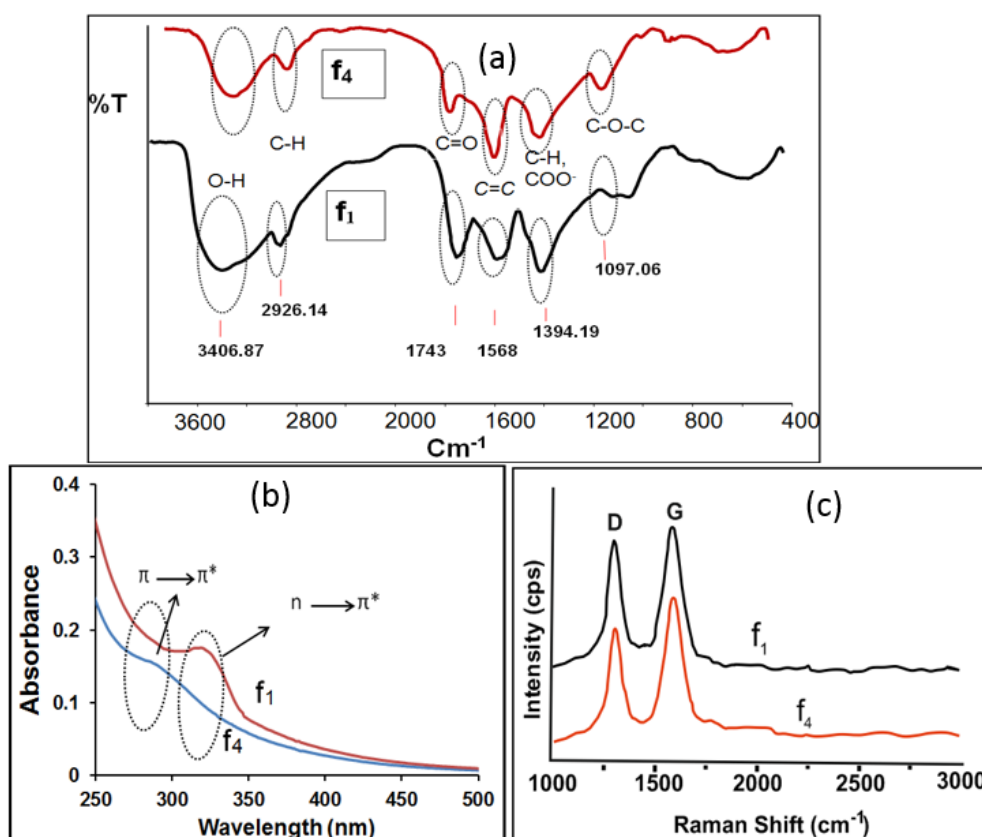 (a)
f4
%T
C-H
C=O
C-O-C
O-H
C=C
C-H,
COO-
f1
1097.06
2926.14
1394.19
3406.87
1743
1568
3600
2800
2000
1600
1200
400
Cm-1
(b)
0.4
0.3
0.2
0.1
0
Absorbance
π → π*
n → π*
f1
f4
250
300
350
400
450
500
Wavelength (nm)
(c)
D
G
Intensity (cps)
f1
f4
1000
1500
2000
2500
3000
Raman Shift (cm-1)